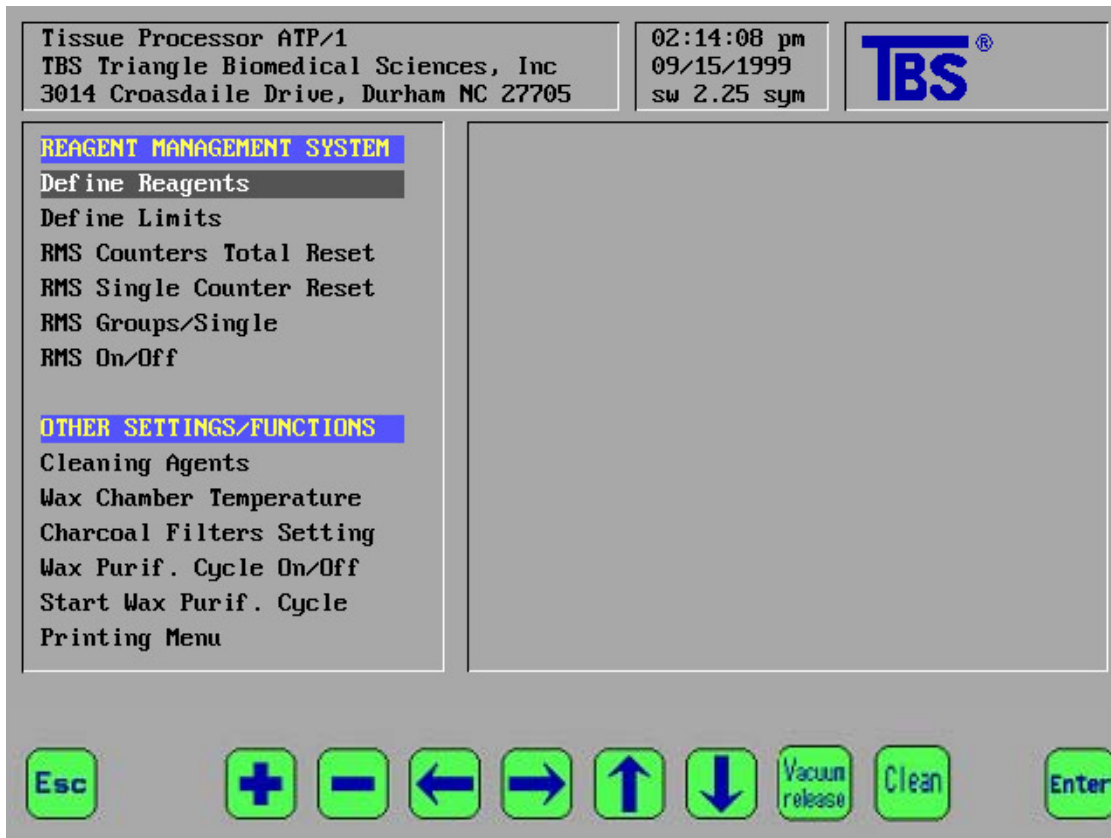 Tissue Processor ATP/1
TBS Triangle Biomedical Sciences, Inc
3014 Croasdaile Drive, Durham NC 27705
02:14:08 pm
09/15/1999
sw 2.25 sym
TBS®
REAGENT MANAGEMENT SYSTEM
Define Reagents
Define Limits
RMS Counters Total Reset
RMS Single Counter Reset
RMS Groups/Single
RMS On/Off
OTHER SETTINGS/FUNCTIONS
Cleaning Agents
Wax Chamber Temperature
Charcoal Filters Setting
Wax Purif. Cycle On/Off
Start Wax Purif. Cycle
Printing Menu
Esc
Vacuum
release
Clean
Enter